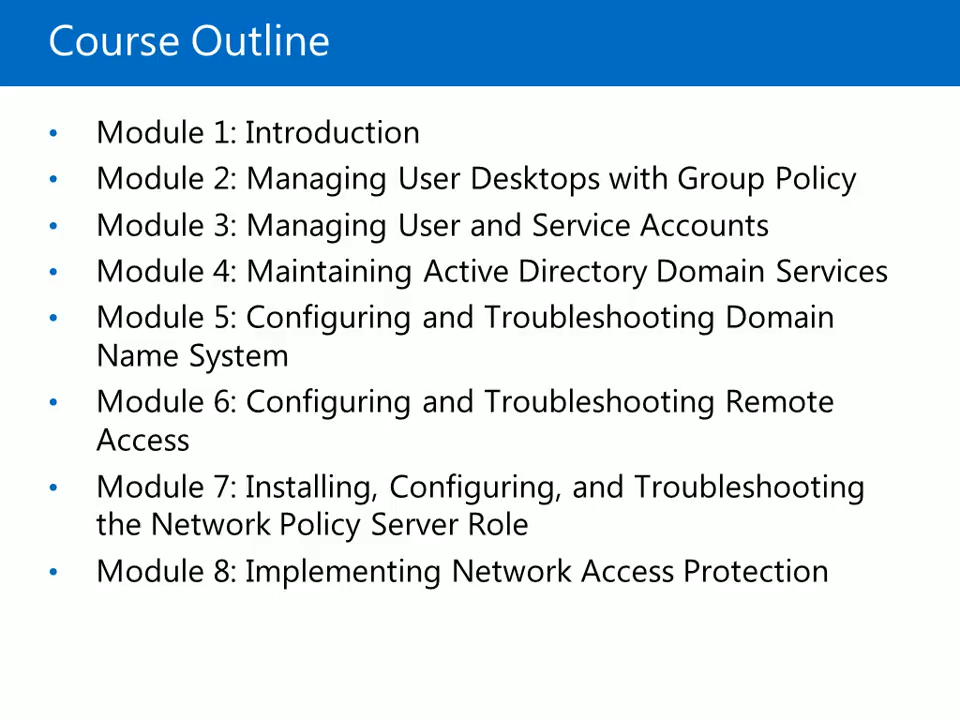 Course Outline
• Module 1: Introduction
• Module 2: Managing User Desktops with Group Policy
• Module 3: Managing User and Service Accounts
• Module 4: Maintaining Active Directory Domain Services
• Module 5: Configuring and Troubleshooting Domain
Name System
• Module 6: Configuring and Troubleshooting Remote
Access
• Module 7: Installing, Configuring, and Troubleshooting
the Network Policy Server Role
• Module 8: Implementing Network Access Protection